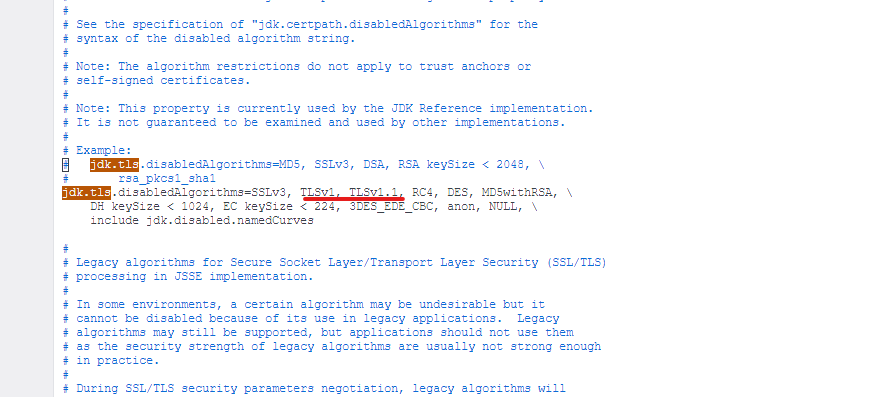 #
# See the specification of "jdk.certpath.disabledAlgorithms" for the
# syntax of the disabled algorithm string.
#
# Note: The algorithm restrictions do not apply to trust anchors or
# self-signed certificates.
#
# Note: This property is currently used by the JDK Reference implementation.
# It is not guaranteed to be examined and used by other implementations.
#
# Example:
#   jdk.tls.disabledAlgorithms=MD5, SSLv3, DSA, RSA keySize < 2048, \
#       rsa_pkcs1_sha1
jdk.tls.disabledAlgorithms=SSLv3, TLSv1, TLSv1.1, RC4, DES, MD5withRSA, \
    DH keySize < 1024, EC keySize < 224, 3DES_EDE_CBC, anon, NULL, \
    include jdk.disabled.namedCurves
#
# Legacy algorithms for Secure Socket Layer/Transport Layer Security (SSL/TLS)
# processing in JSSE implementation.
#
# In some environments, a certain algorithm may be undesirable but it
# cannot be disabled because of its use in legacy applications.  Legacy
# algorithms may still be supported, but applications should not use them
# as the security strength of legacy algorithms are usually not strong enough
# in practice.
#
# During SSL/TLS security parameters negotiation, legacy algorithms will